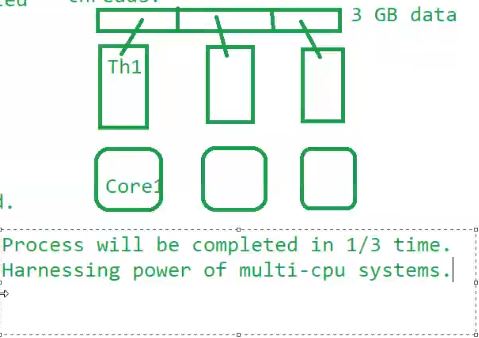 threads.
3 GB data
Th1
Core1
d.
Process will be completed in 1/3 time.
Harnessing power of multi-cpu systems.